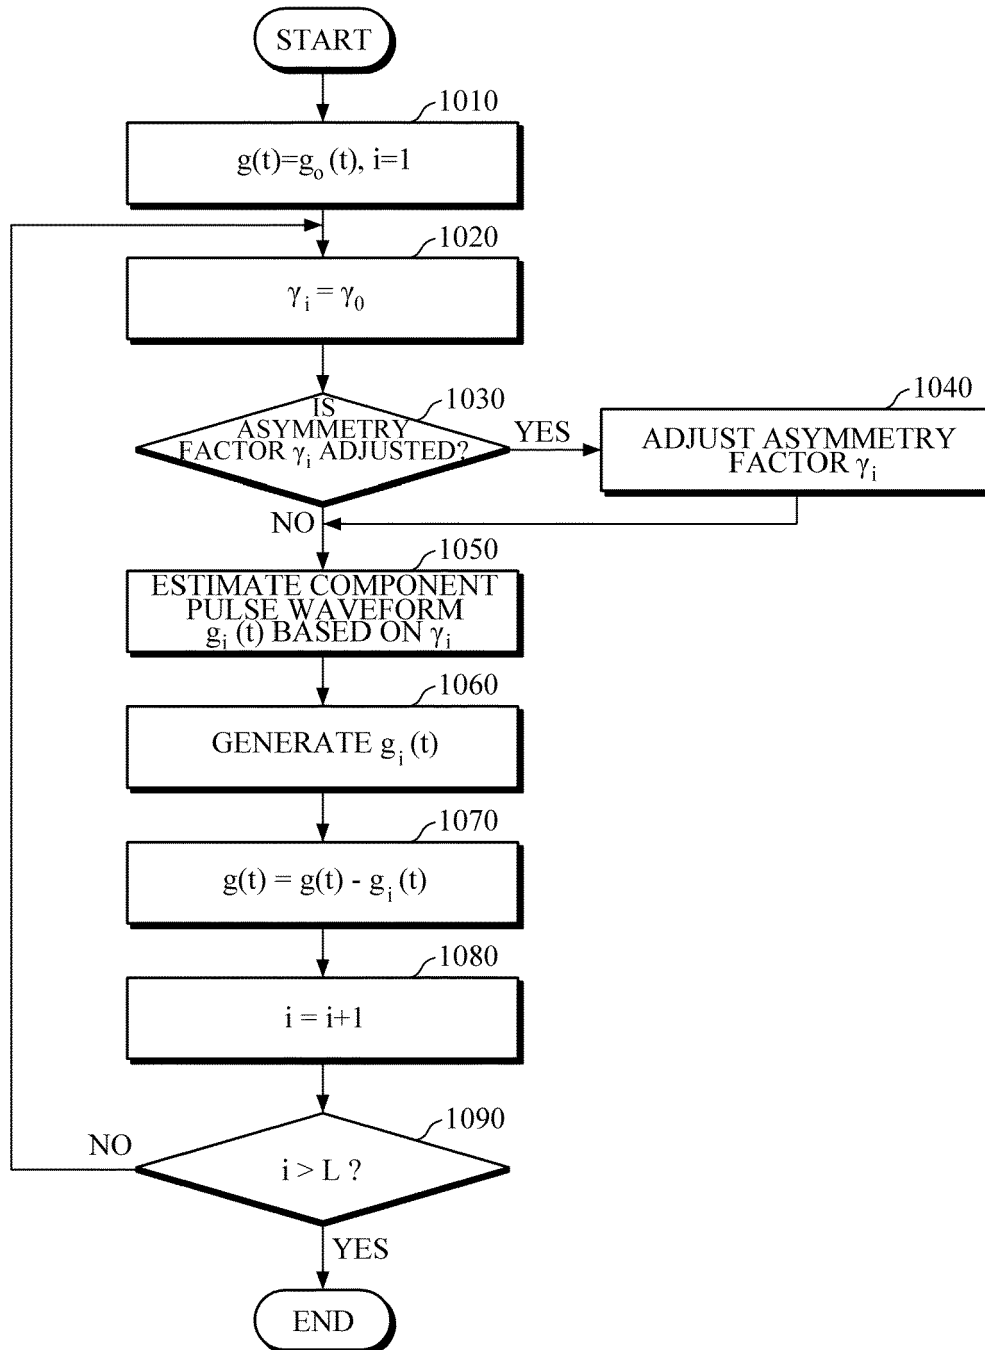 START
1010
g(t)=g₀(t), i=1
1020
γᵢ = γ₀
1030
IS
ASYMMETRY
FACTOR γᵢ ADJUSTED?
YES
1040
ADJUST ASYMMETRY
FACTOR γᵢ
NO
1050
ESTIMATE COMPONENT
PULSE WAVEFORM
gᵢ(t) BASED ON γᵢ
1060
GENERATE gᵢ(t)
1070
g(t) = g(t) - gᵢ(t)
1080
i = i+1
1090
NO
i > L ?
YES
END